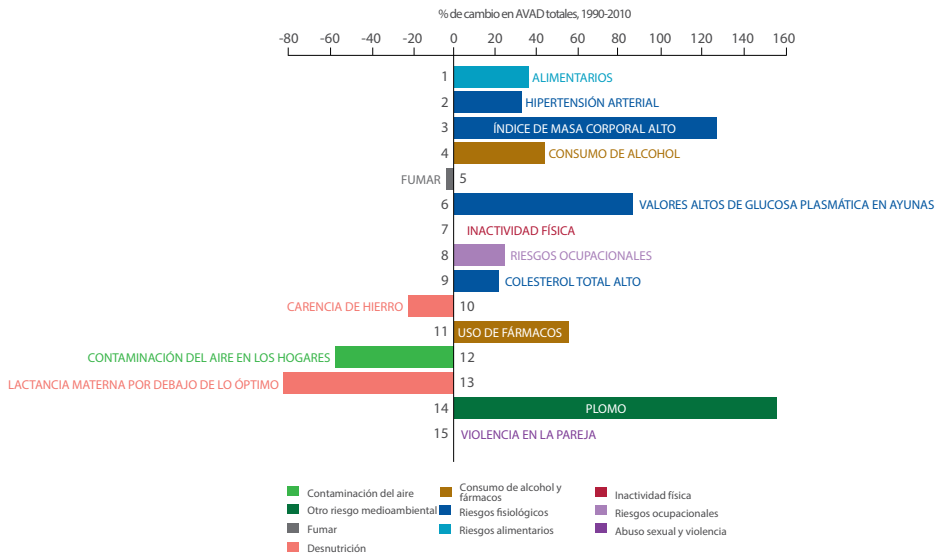 % de cambio en AVAD totales, 1990-2010
-80 -60 -40 -20 0 20 40 60 80 100 120 140 160
1 ALIMENTARIOS
2 HIPERTENSIÓN ARTERIAL
3 ÍNDICE DE MASA CORPORAL ALTO
4 CONSUMO DE ALCOHOL
FUMAR 5
6 VALORES ALTOS DE GLUCOSA PLASMÁTICA EN AYUNAS
7 INACTIVIDAD FÍSICA
8 RIESGOS OCUPACIONALES
9 COLESTEROL TOTAL ALTO
CARENCIA DE HIERRO 10
11 USO DE FÁRMACOS
CONTAMINACIÓN DEL AIRE EN LOS HOGARES 12
LACTANCIA MATERNA POR DEBAJO DE LO ÓPTIMO 13
14 PLOMO
15 VIOLENCIA EN LA PAREJA
Contaminación del aire
Otro riesgo medioambiental
Fumar
Desnutrición
Consumo de alcohol y
fármacos
Riesgos fisiológicos
Riesgos alimentarios
Inactividad física
Riesgos ocupacionales
Abuso sexual y violencia